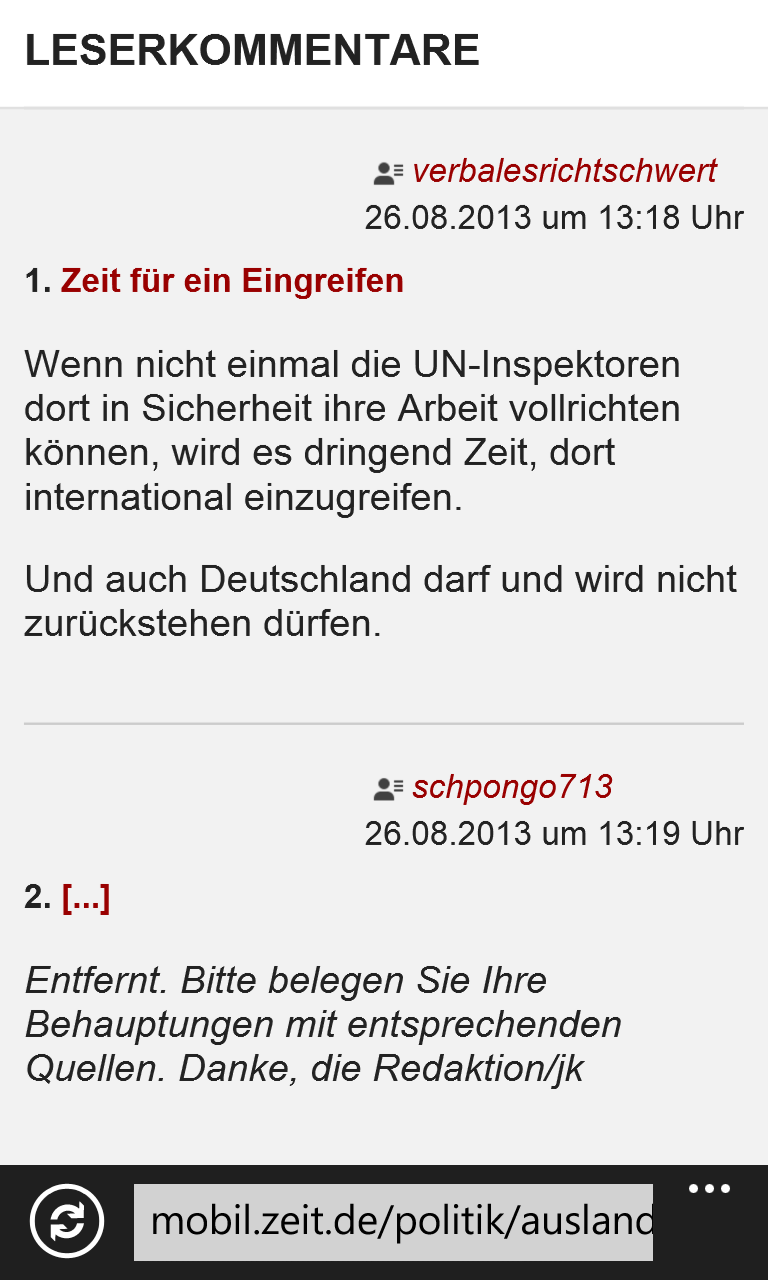 LESERKOMMENTARE
verbalesrichtschwert
26.08.2013 um 13:18 Uhr
1. Zeit für ein Eingreifen
Wenn nicht einmal die UN-Inspektoren
dort in Sicherheit ihre Arbeit vollrichten
können, wird es dringend Zeit, dort
international einzugreifen.
Und auch Deutschland darf und wird nicht
zurückstehen dürfen.
schpongo713
26.08.2013 um 13:19 Uhr
2. [...]
Entfernt. Bitte belegen Sie Ihre
Behauptungen mit entsprechenden
Quellen. Danke, die Redaktion/jk
mobil.zeit.de/politik/ausland